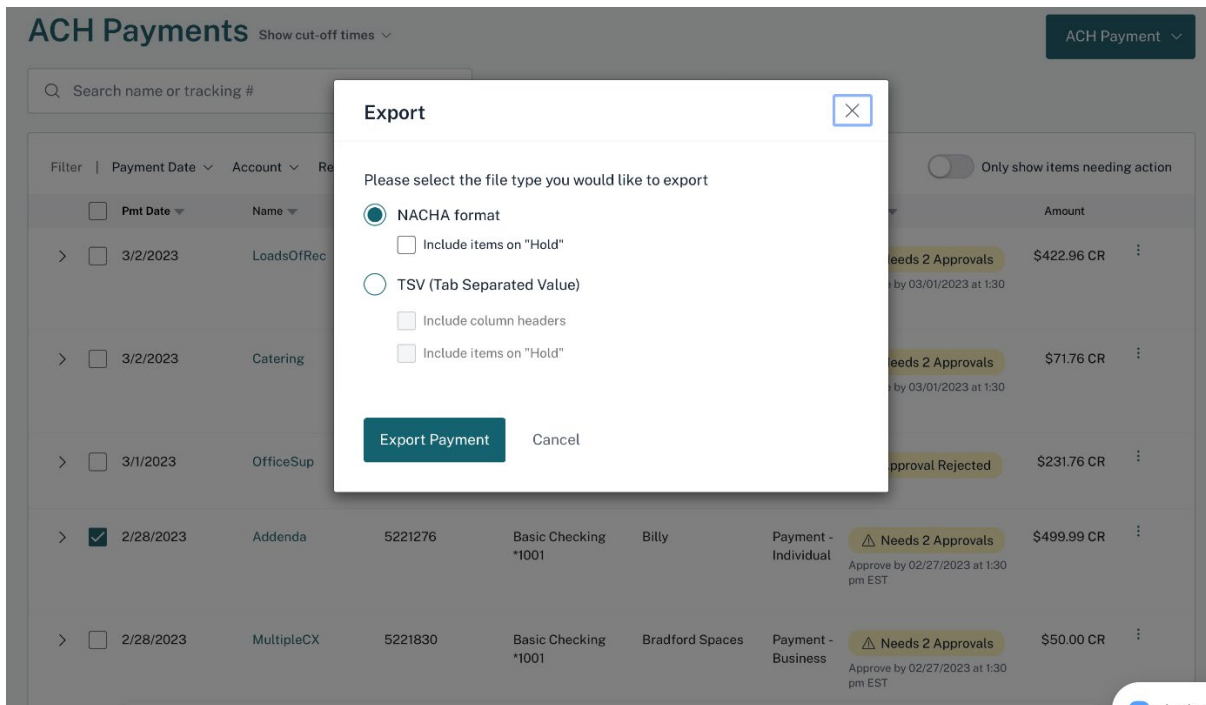 ACH Payments Show cut-off times
ACH Payment
Search name or tracking #
Export
Filter | Payment Date Account
Only show items needing action
Please select the file type you would like to export
NACHA format
Include items on "Hold"
TSV (Tab Separated Value)
Include column headers
Include items on "Hold"
Export Payment Cancel
Pmt Date Name Amount
3/2/2023 LoadsOfRec 2 Approvals $422.96 CR
by 03/01/2023 at 1:30
3/2/2023 Catering 2 Approvals $71.76 CR
by 03/01/2023 at 1:30
3/1/2023 OfficeSup Rejected $231.76 CR
2/28/2023 Addenda 5221276 Basic Checking Billy Payment - Needs 2 Approvals $499.99 CR
*1001 Individual Approve by 02/27/2023 at 1:30
pm EST
2/28/2023 MultipleCX 5221830 Basic Checking Bradford Spaces Payment - Needs 2 Approvals $50.00 CR
*1001 Business Approve by 02/27/2023 at 1:30
pm EST